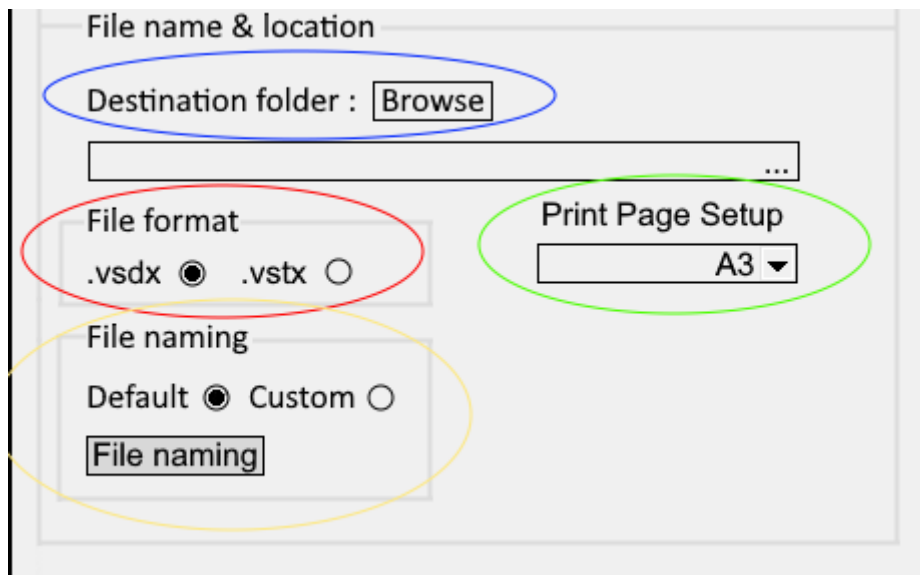 File name & location
Destination folder : Browse
...
File format
.vsdx .vstx
Print Page Setup
A3
File naming
Default Custom
File naming